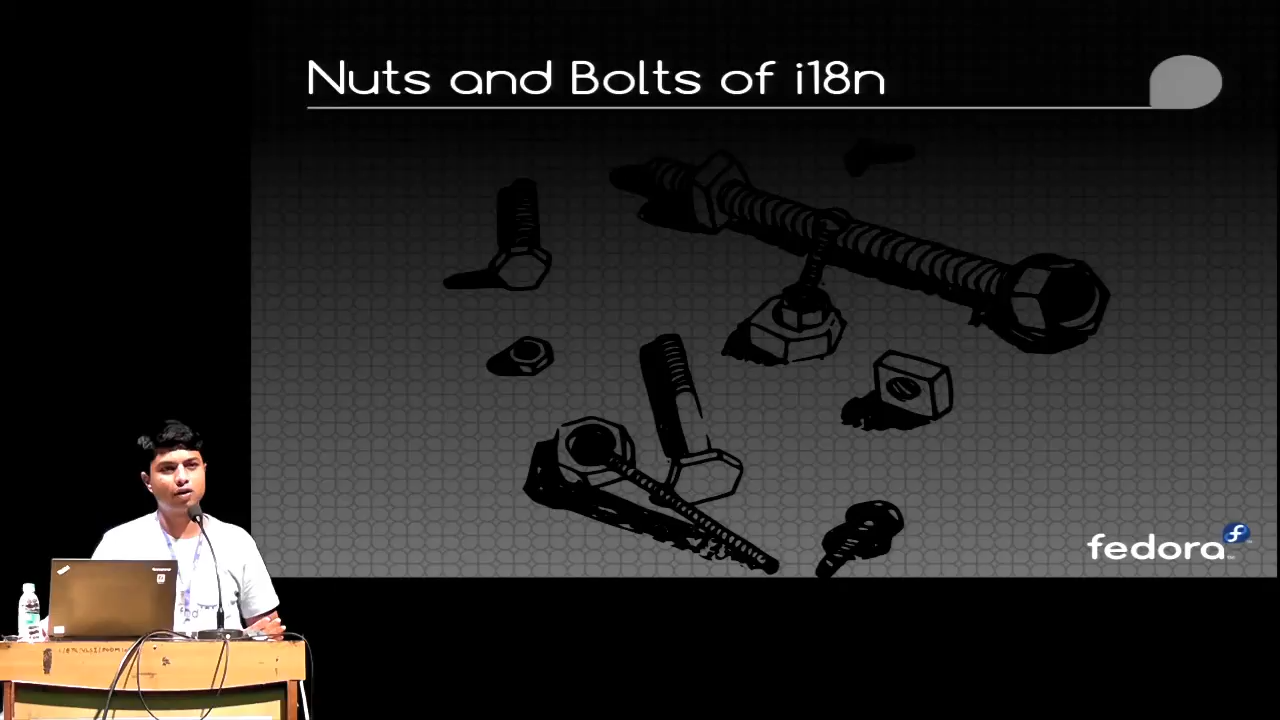 Nuts and Bolts of i18n
fedora